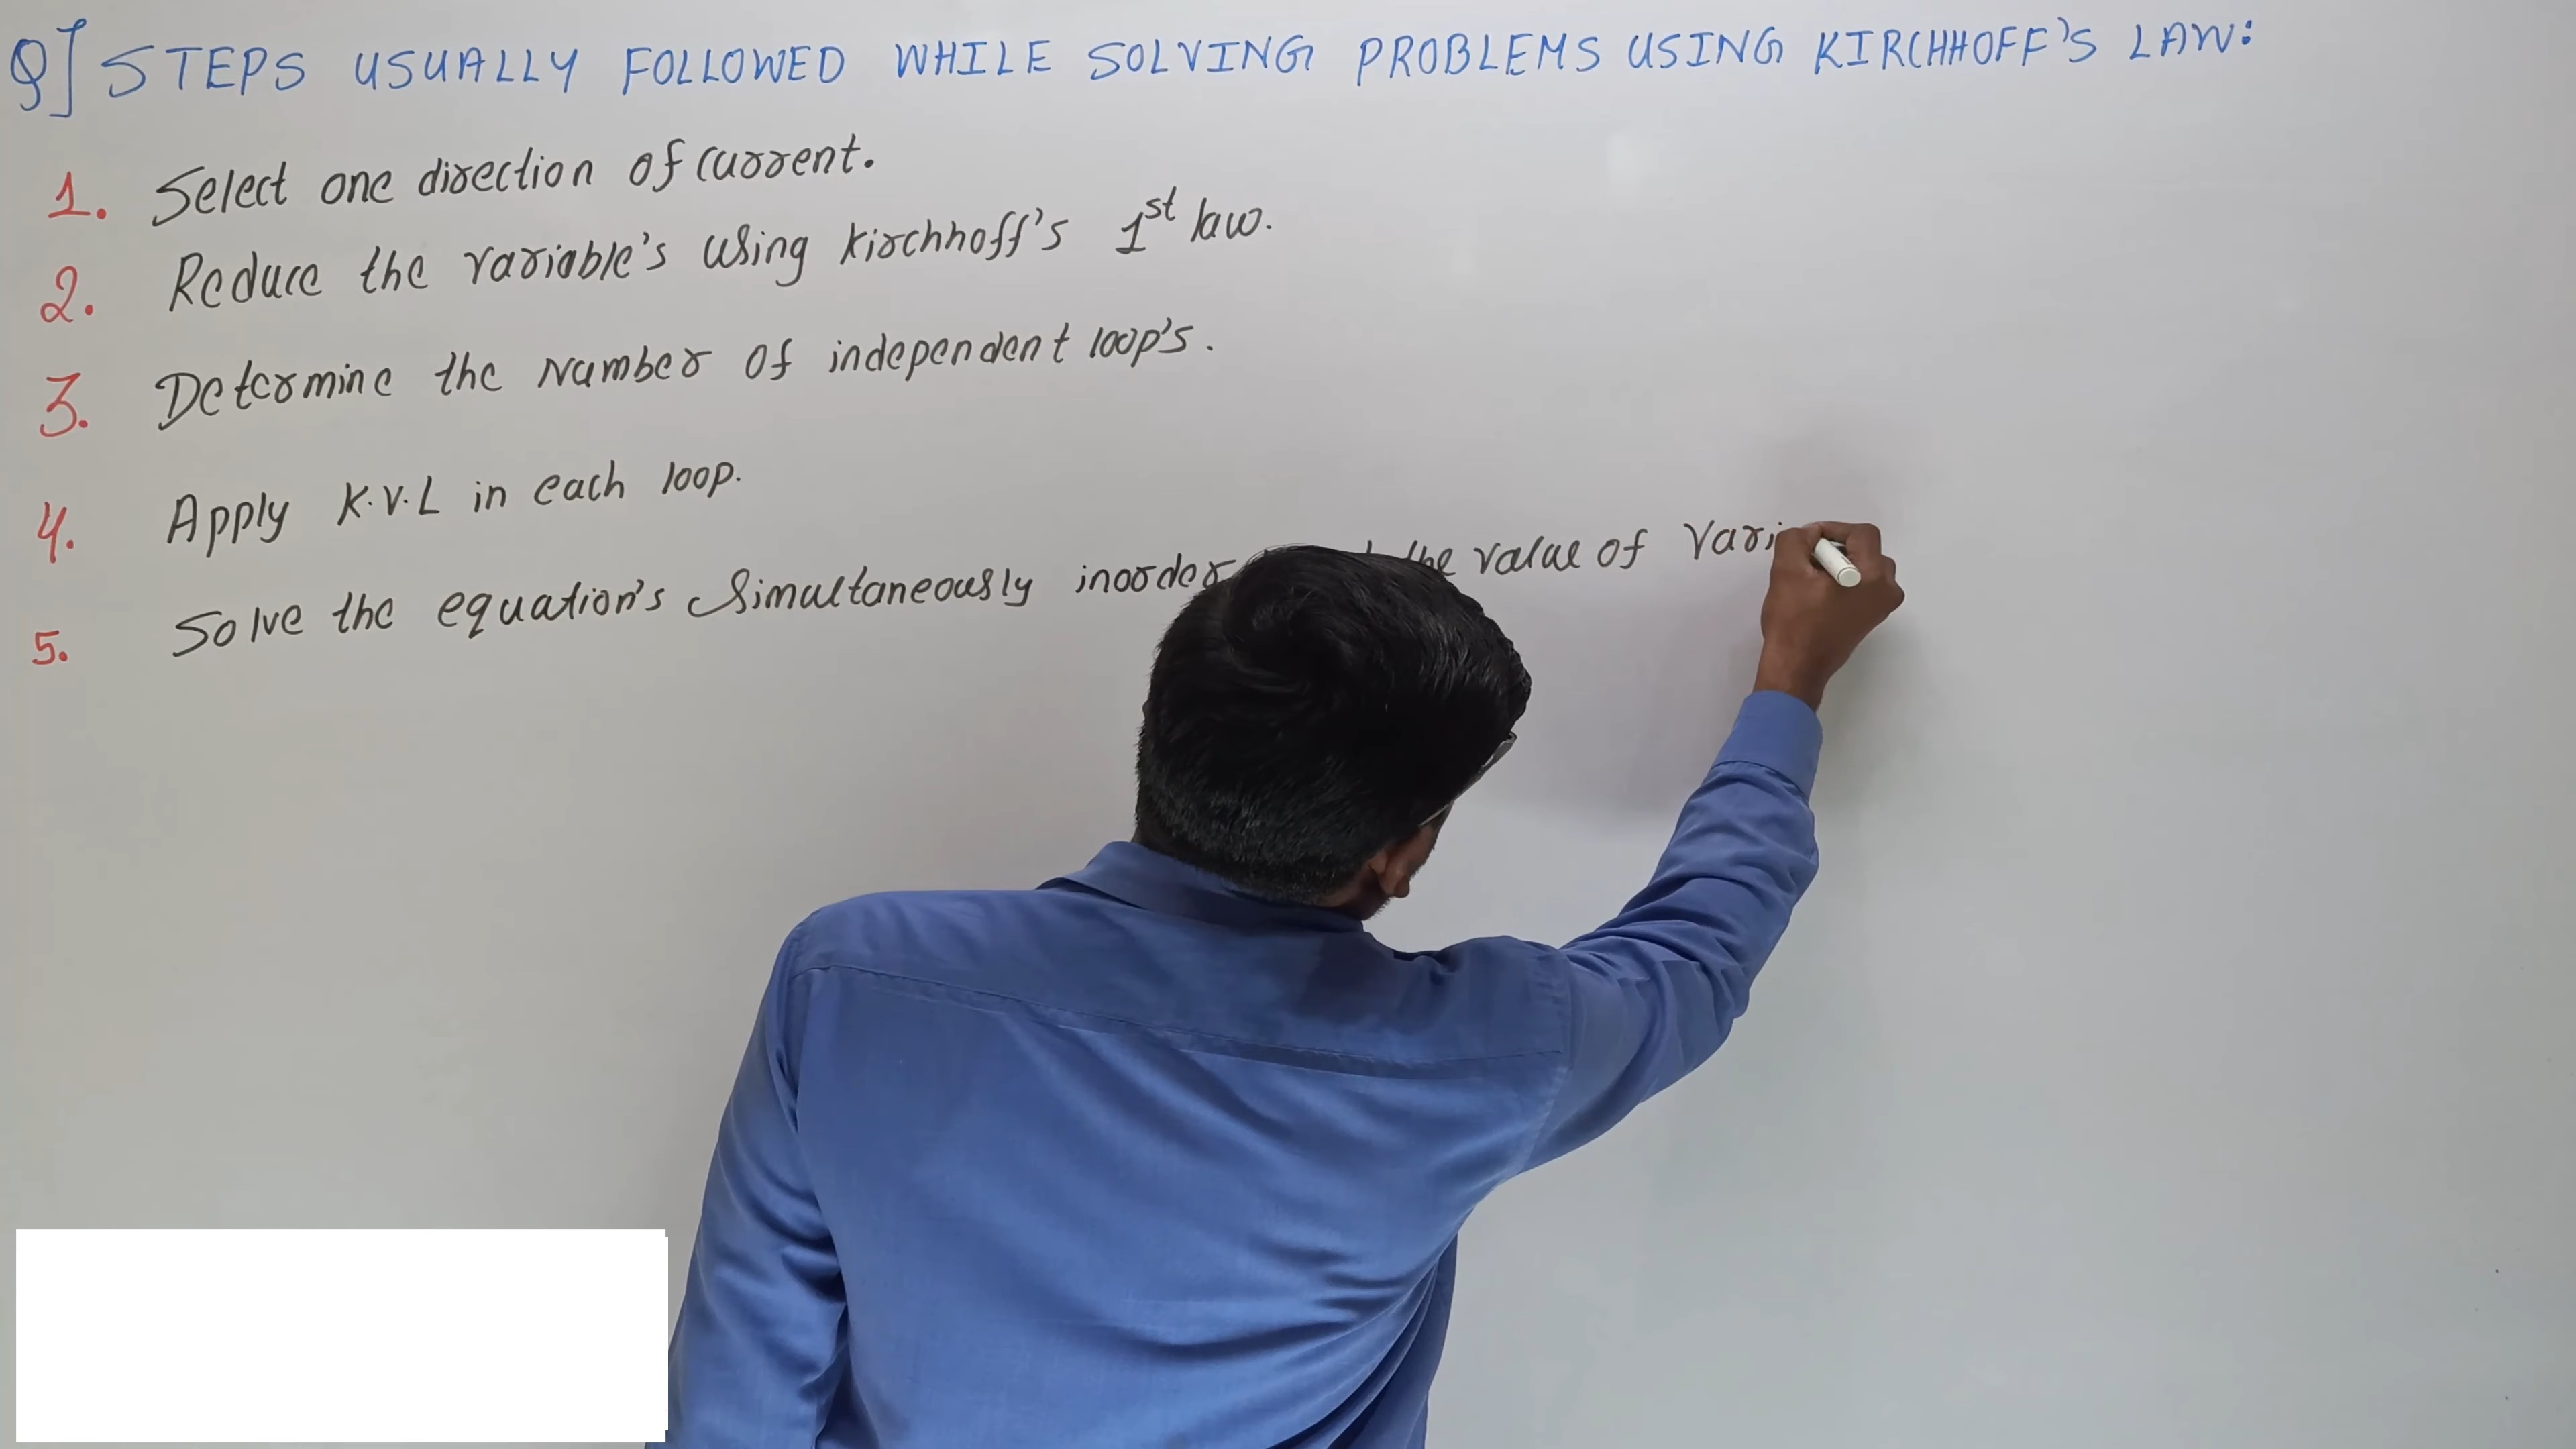 Q] STEPS USUALLY FOLLOWED WHILE SOLVING PROBLEMS USING KIRCHHOFF'S LAW:
1. Select one direction of current.
2. Reduce the variable's using Kirchhoff's 1st law.
3. Determine the Number of independent loop's.
4. Apply K.V.L in each loop.
5. Solve the equation's Simultaneously inorder the value of Vari